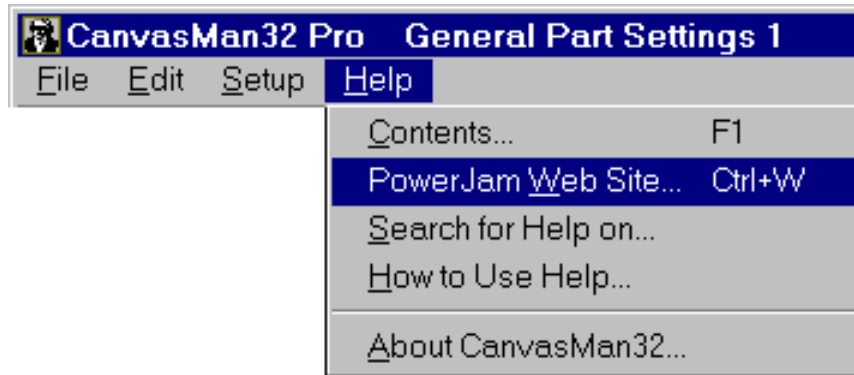 CanvasMan32 Pro General Part Settings 1
File Edit Setup Help
Contents... F1
PowerJam Web Site... Ctrl+W
Search for Help on...
How to Use Help...
About CanvasMan32...